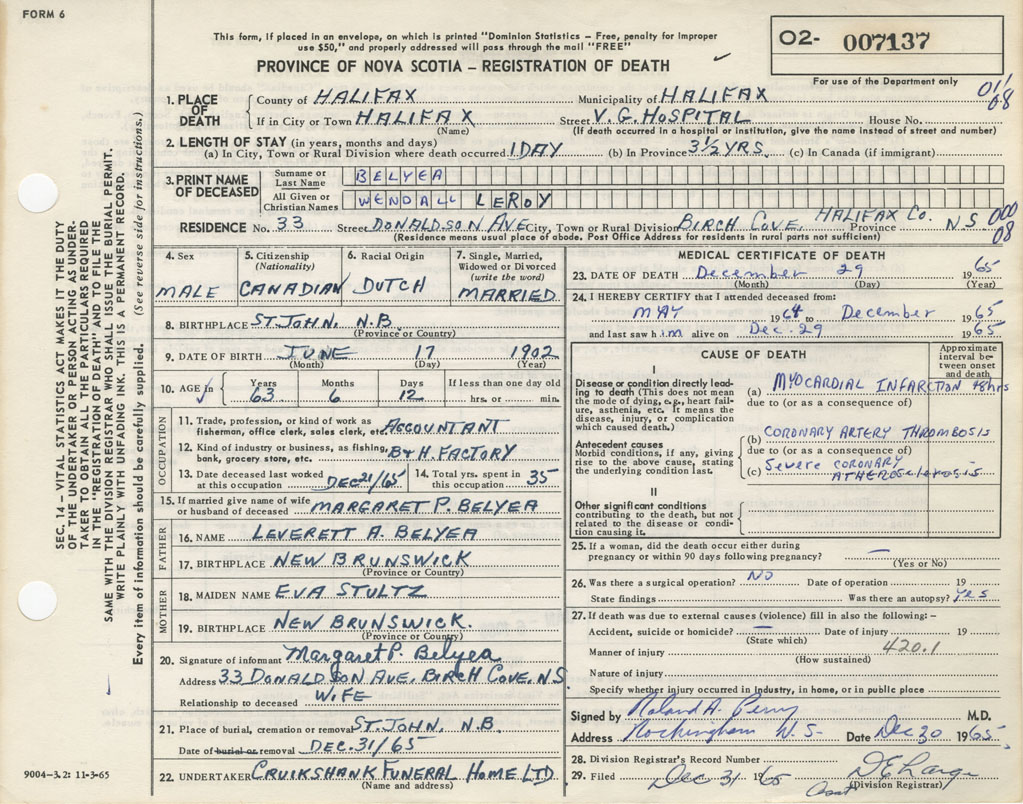 FORM 6
This form, if placed in an envelope, on which is printed "Dominion Statistics – Free, penalty for improper
use $50," and properly addressed will pass through the mail "FREE"
PROVINCE OF NOVA SCOTIA – REGISTRATION OF DEATH
O2- 007137
For use of the Department only
01/08
1. PLACE OF DEATH
County of HALIFAX Municipality of HALIFAX
If in City or Town HALIFAX Street V.G. HOSPITAL House No.
(Name) (If death occurred in a hospital or institution, give the name instead of street and number)
2. LENGTH OF STAY (in years, months and days)
(a) In City, Town or Rural Division where death occurred 1 DAY (b) In Province 3½ YRS. (c) In Canada (if immigrant)
3. PRINT NAME OF DECEASED
Surname or Last Name BELYEA
All Given or Christian Names WENDALL LEROY
RESIDENCE No. 33 Street DONALDSON AVE City, Town or Rural Division BIRCH COVE, HALIFAX CO. Province N S 000 08
(Residence means usual place of abode. Post Office Address for residents in rural parts not sufficient)
4. Sex MALE
5. Citizenship (Nationality) CANADIAN
6. Racial Origin DUTCH
7. Single, Married, Widowed or Divorced (write the word) MARRIED
8. BIRTHPLACE ST. JOHN, N.B.
(Province or Country)
9. DATE OF BIRTH JUNE 17 1902
(Month) (Day) (Year)
10. AGE in Years 63 Months 6 Days 12 If less than one day old hrs. or min.
OCCUPATION
11. Trade, profession, or kind of work as fisherman, office clerk, sales clerk, etc. ACCOUNTANT
12. Kind of industry or business, as fishing, bank, grocery store, etc. B & H FACTORY
13. Date deceased last worked at this occupation DEC 21/65
14. Total yrs. spent in this occupation 35
15. If married give name of wife or husband of deceased MARGARET P. BELYEA
FATHER
16. NAME LEVERETT A. BELYEA
17. BIRTHPLACE NEW BRUNSWICK
(Province or Country)
MOTHER
18. MAIDEN NAME EVA STULTZ
19. BIRTHPLACE NEW BRUNSWICK.
(Province or Country)
20. Signature of informant Margaret P. Belyea
Address 33 DONALDSON AVE, BIRCH COVE, N.S.
Relationship to deceased WIFE
21. Place of burial, cremation or removal ST. JOHN, N.B.
Date of burial or removal DEC. 31/65
22. UNDERTAKER CRUIKSHANK FUNERAL HOME LTD
(Name and address)
MEDICAL CERTIFICATE OF DEATH
23. DATE OF DEATH December 29 1965
(Month) (Day) (Year)
24. I HEREBY CERTIFY that I attended deceased from:
MAY 1964 to December 1965
and last saw him alive on Dec. 29 1965
CAUSE OF DEATH
Approximate interval between onset and death
I
Disease or condition directly leading to death (This does not mean the mode of dying, e.g., heart failure, asthenia, etc. It means the disease, injury, or complication which caused death.)
(a) MYOCARDIAL INFARCTION 48hrs
due to (or as a consequence of)
Antecedent causes
Morbid conditions, if any, giving rise to the above cause, stating the underlying condition last.
(b) CORONARY ARTERY THROMBOSIS
due to (or as a consequence of)
(c) Severe CORONARY ATHEROSclerosis
II
Other significant conditions
contributing to the death, but not related to the disease or condition causing it.
25. If a woman, did the death occur either during
pregnancy or within 90 days following pregnancy? —
(Yes or No)
26. Was there a surgical operation? NO Date of operation 19
State findings Was there an autopsy? yes
27. If death was due to external causes (violence) fill in also the following: –
Accident, suicide or homicide? — Date of injury 19
(State which)
Manner of injury 420.1
(How sustained)
Nature of injury
Specify whether injury occurred in industry, in home, or in public place
Signed by Roland A. Perry M.D.
Address Rockingham N.S. Date Dec 30 1965
28. Division Registrar's Record Number
29. Filed Dec 31 1965
(Division Registrar)
SEC. 14 – VITAL STATISTICS ACT MAKES IT THE DUTY
OF THE UNDERTAKER OR PERSON ACTING AS UNDER-
TAKER TO OBTAIN ALL THE PARTICULARS REQUIRED
IN THE "REGISTRATION OF DEATH" AND TO FILE THE
SAME WITH THE DIVISION REGISTRAR WHO SHALL ISSUE THE BURIAL PERMIT.
WRITE PLAINLY WITH UNFADING INK. THIS IS A PERMANENT RECORD.
Every item of information should be carefully supplied. (See reverse side for instructions.)
9004-3.2: 11-3-65